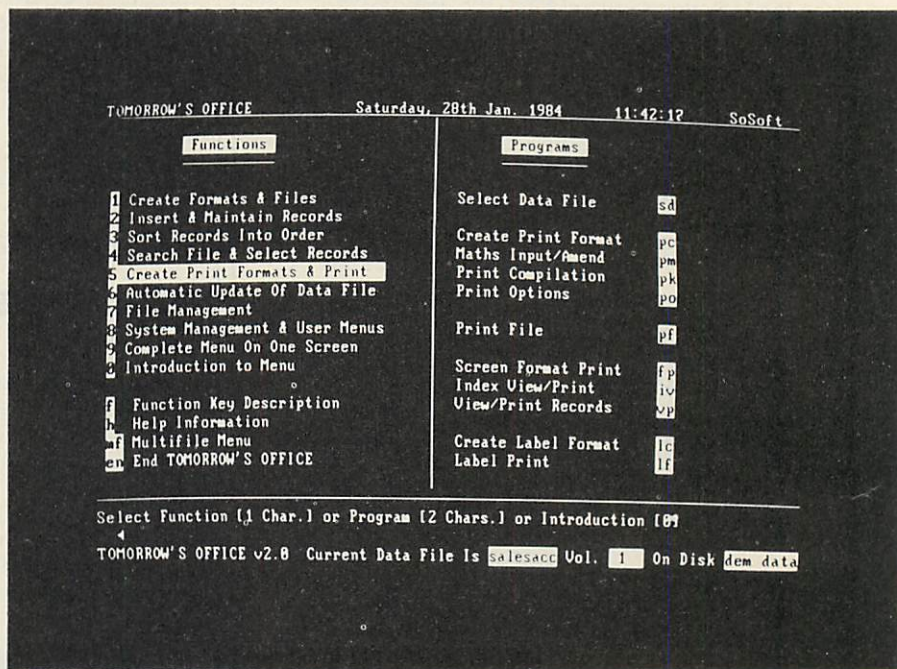 TOMORROW'S OFFICE Saturday, 28th Jan. 1984 11:42:12 SoSoft
Functions
1 Create Formats & Files
2 Insert & Maintain Records
3 Sort Records Into Order
4 Search File & Select Records
5 Create Print Formats & Print
6 Automatic Update Of Data File
7 File Management
8 System Management & User Menus
9 Complete Menu On One Screen
0 Introduction to Menu
f Function Key Description
h Help Information
mf Multifile Menu
en End TOMORROW'S OFFICE
Programs
Select Data File sd
Create Print Format pc
Maths Input/Amend pm
Print Compilation pk
Print Options po
Print File pf
Screen Format Print fp
Index View/Print iv
View/Print Records vp
Create Label Format lc
Label Print lf
Select Function [1 Char.] or Program [2 Chars.] or Introduction [0]
TOMORROW'S OFFICE v2.0 Current Data File Is salesacc Vol. 1 On Disk dem data